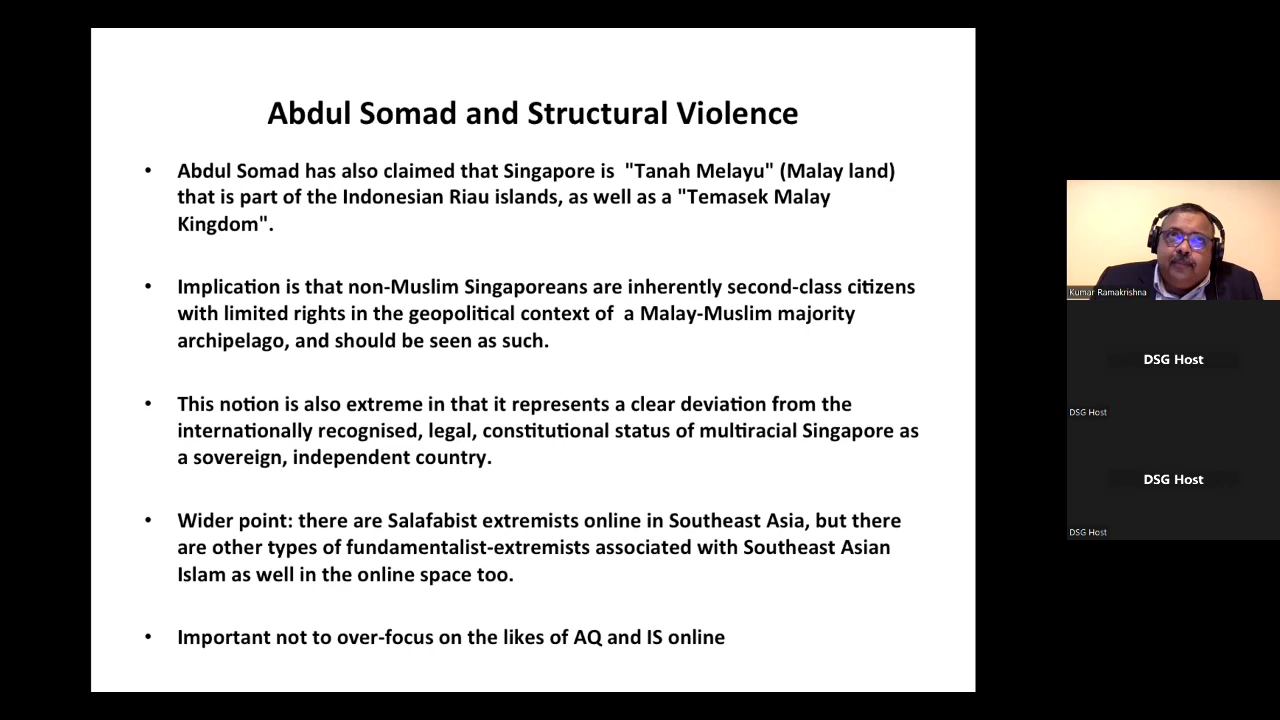 Abdul Somad and Structural Violence
• Abdul Somad has also claimed that Singapore is "Tanah Melayu" (Malay land)
that is part of the Indonesian Riau islands, as well as a "Temasek Malay
Kingdom".
• Implication is that non-Muslim Singaporeans are inherently second-class citizens
with limited rights in the geopolitical context of a Malay-Muslim majority
archipelago, and should be seen as such.
• This notion is also extreme in that it represents a clear deviation from the
internationally recognised, legal, constitutional status of multiracial Singapore as
a sovereign, independent country.
• Wider point: there are Salafabist extremists online in Southeast Asia, but there
are other types of fundamentalist-extremists associated with Southeast Asian
Islam as well in the online space too.
• Important not to over-focus on the likes of AQ and IS online
Kumar Ramakrishna
DSG Host
DSG Host
DSG Host
DSG Host